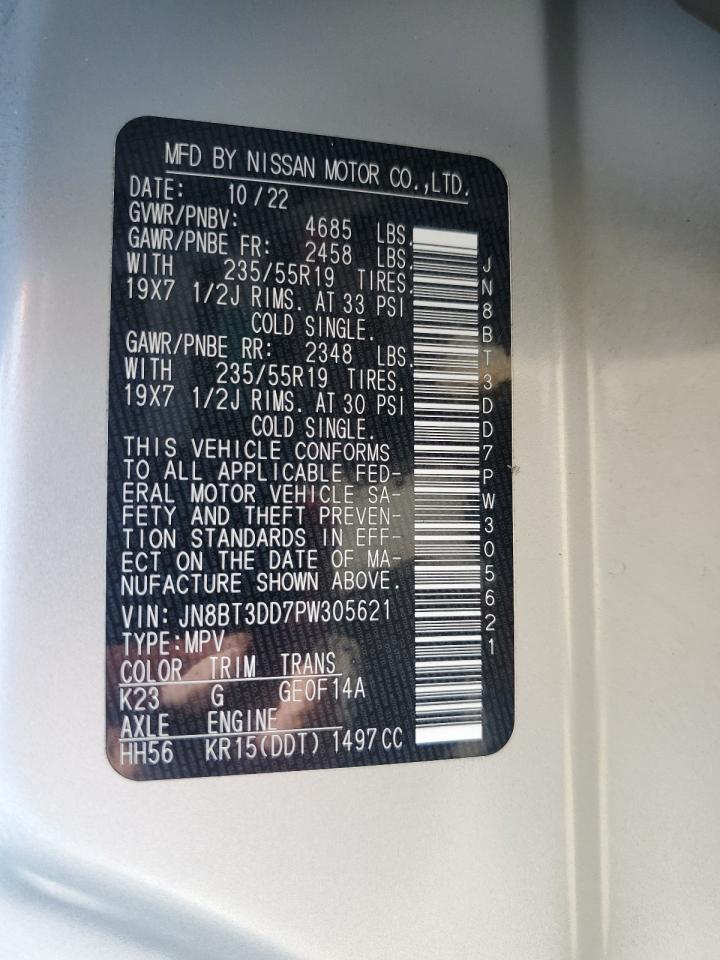 MFD BY NISSAN MOTOR CO.,LTD.
DATE: 10/22
GVWR/PNBV: 4685 LBS.
GAWR/PNBE FR: 2458 LBS.
WITH 235/55R19 TIRES.
19X7 1/2J RIMS. AT 33 PSI
COLD SINGLE.
GAWR/PNBE RR: 2348 LBS.
WITH 235/55R19 TIRES.
19X7 1/2J RIMS. AT 30 PSI
COLD SINGLE.
THIS VEHICLE CONFORMS
TO ALL APPLICABLE FED-
ERAL MOTOR VEHICLE SA-
FETY AND THEFT PREVEN-
TION STANDARDS IN EFF-
ECT ON THE DATE OF MA-
NUFACTURE SHOWN ABOVE.
VIN: JN8BT3DD7PW305621
TYPE:MPV
COLOR TRIM TRANS
K23 G GE0F14A
AXLE ENGINE
HH56 KR15(DDT) 1497CC
JN8BT3DD7PW305621